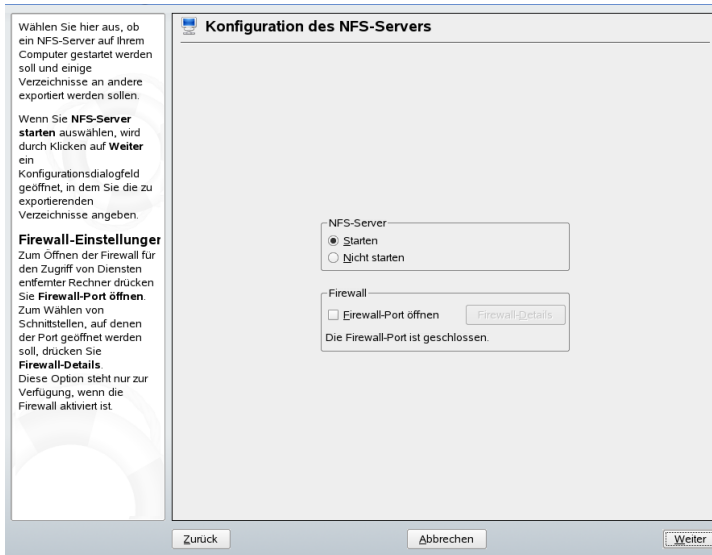 Wählen Sie hier aus, ob
ein NFS-Server auf Ihrem
Computer gestartet werden
soll und einige
Verzeichnisse an andere
exportiert werden sollen.
Wenn Sie NFS-Server
starten auswählen, wird
durch Klicken auf Weiter
ein
Konfigurationsdialogfeld
geöffnet, in dem Sie die zu
exportierenden
Verzeichnisse angeben.
Firewall-Einstellunger
Zum Öffnen der Firewall für
den Zugriff von Diensten
entfernter Rechner drücken
Sie Firewall-Port öffnen.
Zum Wählen von
Schnittstellen, auf denen
der Port geöffnet werden
soll, drücken Sie
Firewall-Details.
Diese Option steht nur zur
Verfügung, wenn die
Firewall aktiviert ist.
Konfiguration des NFS-Servers
NFS-Server
Starten
Nicht starten
Firewall
Firewall-Port öffnen Firewall-Details
Die Firewall-Port ist geschlossen.
Zurück Abbrechen Weiter